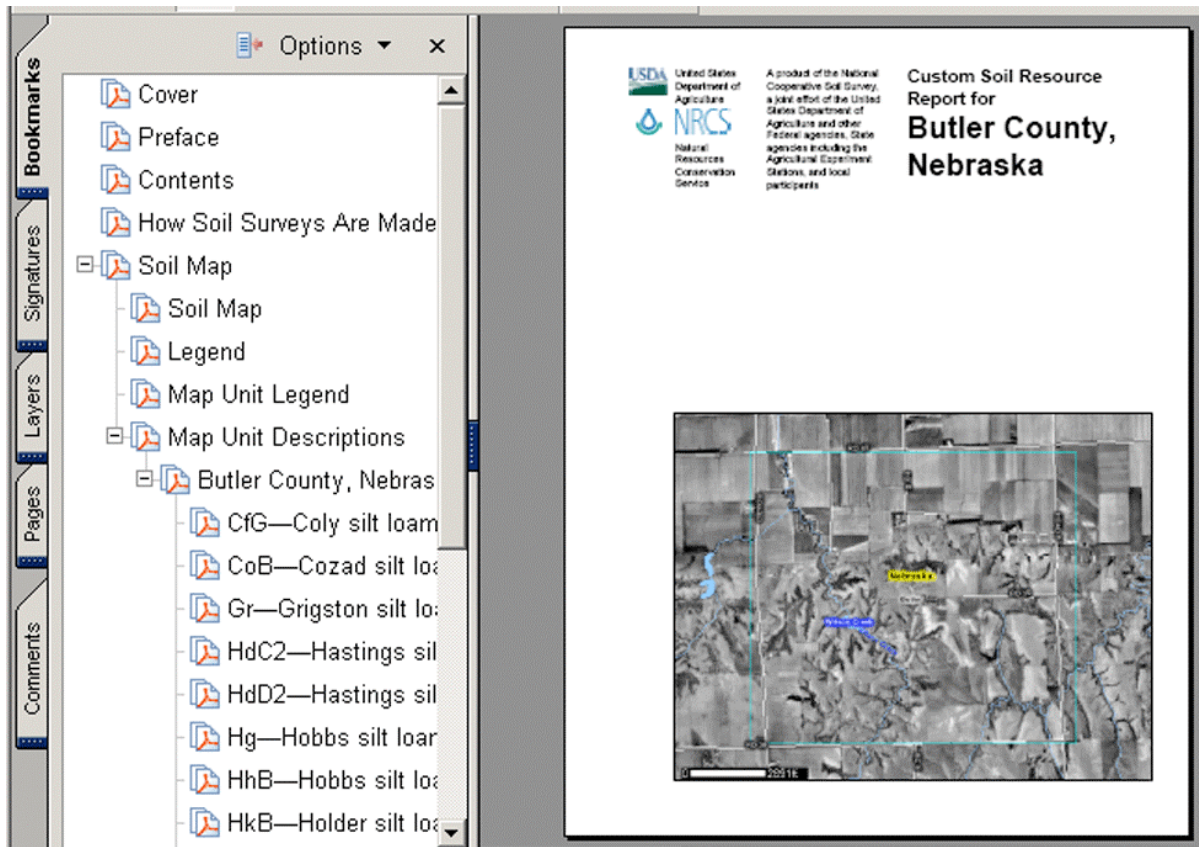 Options
Bookmarks
Signatures
Layers
Pages
Comments
Cover
Preface
Contents
How Soil Surveys Are Made
Soil Map
Soil Map
Legend
Map Unit Legend
Map Unit Descriptions
Butler County, Nebras
CfG—Coly silt loam
CoB—Cozad silt loa
Gr—Grigston silt loa
HdC2—Hastings sil
HdD2—Hastings sil
Hg—Hobbs silt loar
HhB—Hobbs silt loa
HkB—Holder silt loa
USDA
United States
Department of
Agriculture
NRCS
Natural
Resources
Conservation
Service
A product of the National
Cooperative Soil Survey,
a joint effort of the United
States Department of
Agriculture and other
Federal agencies, State
agencies including the
Agricultural Experiment
Stations, and local
participants
Custom Soil Resource
Report for
Butler County,
Nebraska
Nebraska
0